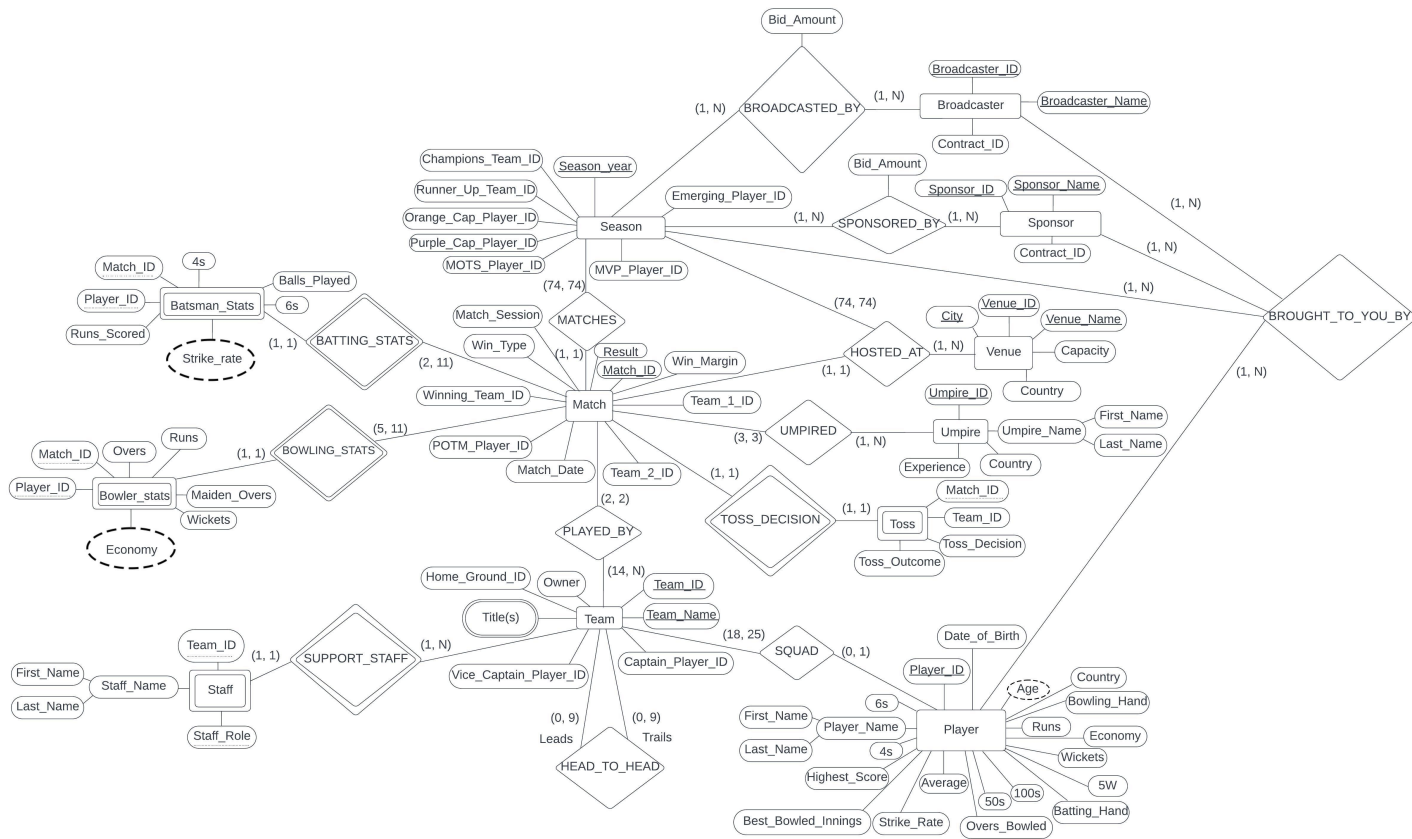 Bid_Amount
Broadcaster_ID
BROADCASTED_BY
(1, N)
(1, N)
Broadcaster
Broadcaster_Name
Contract_ID
Champions_Team_ID
Season_year
Bid_Amount
Runner_Up_Team_ID
Emerging_Player_ID
Sponsor_ID
Sponsor_Name
Orange_Cap_Player_ID
Season
(1, N)
SPONSORED_BY
(1, N)
Sponsor
(1, N)
Purple_Cap_Player_ID
Contract_ID
(1, N)
MOTS_Player_ID
MVP_Player_ID
4s
Match_ID
Balls_Played
(74, 74)
(1, N)
Player_ID
Batsman_Stats
6s
(74, 74)
Venue_ID
City
Venue_Name
BROUGHT_TO_YOU_BY
Match_Session
MATCHES
Runs_Scored
BATTING_STATS
(1, 1)
Strike_rate
(2, 11)
Win_Type
(1, 1)
Result
Match_ID
Win_Margin
HOSTED_AT
(1, N)
Venue
Capacity
(1, 1)
(1, N)
Country
Winning_Team_ID
Match
Team_1_ID
Umpire_ID
First_Name
(5, 11)
(3, 3)
UMPIRED
(1, N)
Umpire
Umpire_Name
Last_Name
Runs
Overs
Match_ID
(1, 1)
BOWLING_STATS
POTM_Player_ID
Match_Date
Team_2_ID
Experience
Country
Player_ID
Bowler_stats
Maiden_Overs
Wickets
(1, 1)
Match_ID
(2, 2)
TOSS_DECISION
(1, 1)
Toss
Team_ID
Economy
PLAYED_BY
Toss_Decision
Toss_Outcome
(14, N)
Home_Ground_ID
Owner
Team_ID
Title(s)
Team
Team_Name
Team_ID
(1, N)
(18, 25)
Date_of_Birth
(1, 1)
SUPPORT_STAFF
SQUAD
(0, 1)
First_Name
Staff_Name
Staff
Vice_Captain_Player_ID
Captain_Player_ID
Player_ID
Age
Country
Last_Name
Staff_Role
6s
Bowling_Hand
(0, 9)
Leads
(0, 9)
Trails
First_Name
Player_Name
Player
Runs
Economy
Last_Name
4s
Wickets
HEAD_TO_HEAD
Highest_Score
Average
5W
50s
100s
Batting_Hand
Best_Bowled_Innings
Strike_Rate
Overs_Bowled